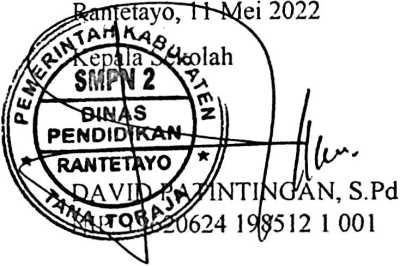 Rantetayo, 11 Mei 2022
Kepala Sekolah
PEMERINTAH KABUPATEN
SMPN 2
DINAS
PENDIDIKAN
RANTETAYO
TANA TORAJA
DAVID PATINTINGAN, S.Pd
19620624 198512 1 001